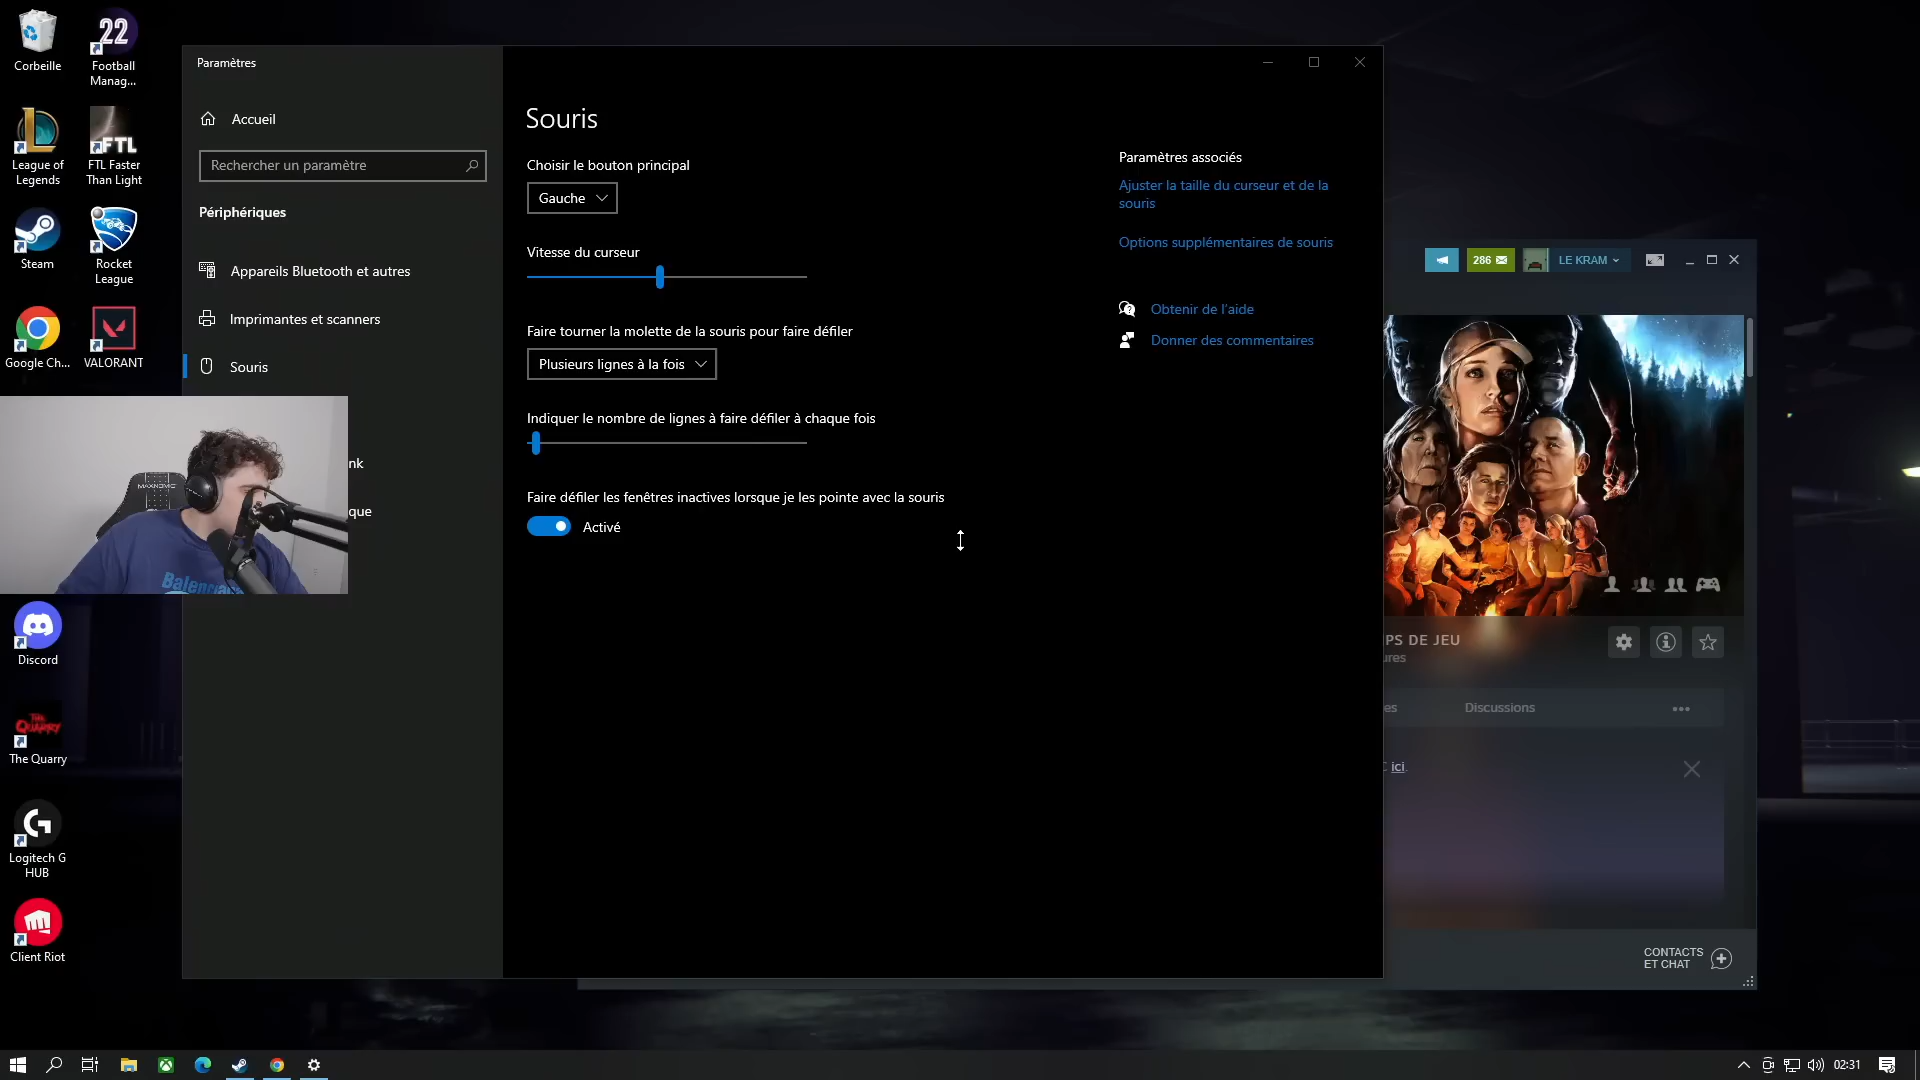 Corbeille
22
Football
Manag...
League of
Legends
FTL
FTL Faster
Than Light
Steam
Rocket
League
Google Ch...
VALORANT
Paramètres
Accueil
Rechercher un paramètre
Périphériques
Appareils Bluetooth et autres
Imprimantes et scanners
Souris
nk
que
MAXNOMIC
Discord
THE
QUARRY
The Quarry
Logitech G
HUB
Client Riot
Souris
Choisir le bouton principal
Gauche
Vitesse du curseur
Faire tourner la molette de la souris pour faire défiler
Plusieurs lignes à la fois
Indiquer le nombre de lignes à faire défiler à chaque fois
Faire défiler les fenêtres inactives lorsque je les pointe avec la souris
Activé
Paramètres associés
Ajuster la taille du curseur et de la
souris
Options supplémentaires de souris
Obtenir de l'aide
Donner des commentaires
286
LE KRAM
PS DE JEU
ures
es
Discussions
ici.
CONTACTS
ET CHAT
02:31